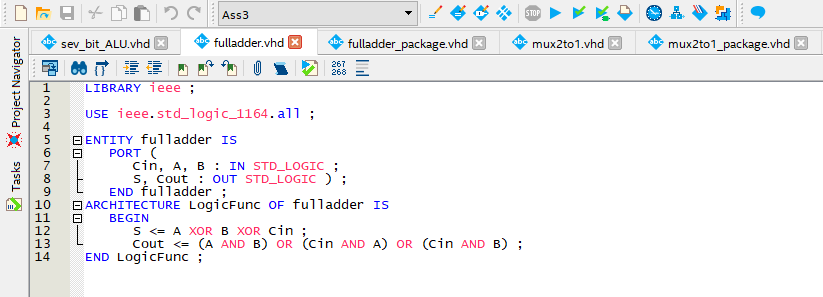 Ass3
STOP
sev_bit_ALU.vhd
fulladder.vhd
fulladder_package.vhd
mux2to1.vhd
mux2to1_package.vhd
Project Navigator
Tasks
267
268
1 LIBRARY ieee ;
2
3 USE ieee.std_logic_1164.all ;
4
5 ENTITY fulladder IS
6 PORT (
7 Cin, A, B : IN STD_LOGIC ;
8 S, Cout : OUT STD_LOGIC ) ;
9 END fulladder ;
10 ARCHITECTURE LogicFunc OF fulladder IS
11 BEGIN
12 S <= A XOR B XOR Cin ;
13 Cout <= (A AND B) OR (Cin AND A) OR (Cin AND B) ;
14 END LogicFunc ;